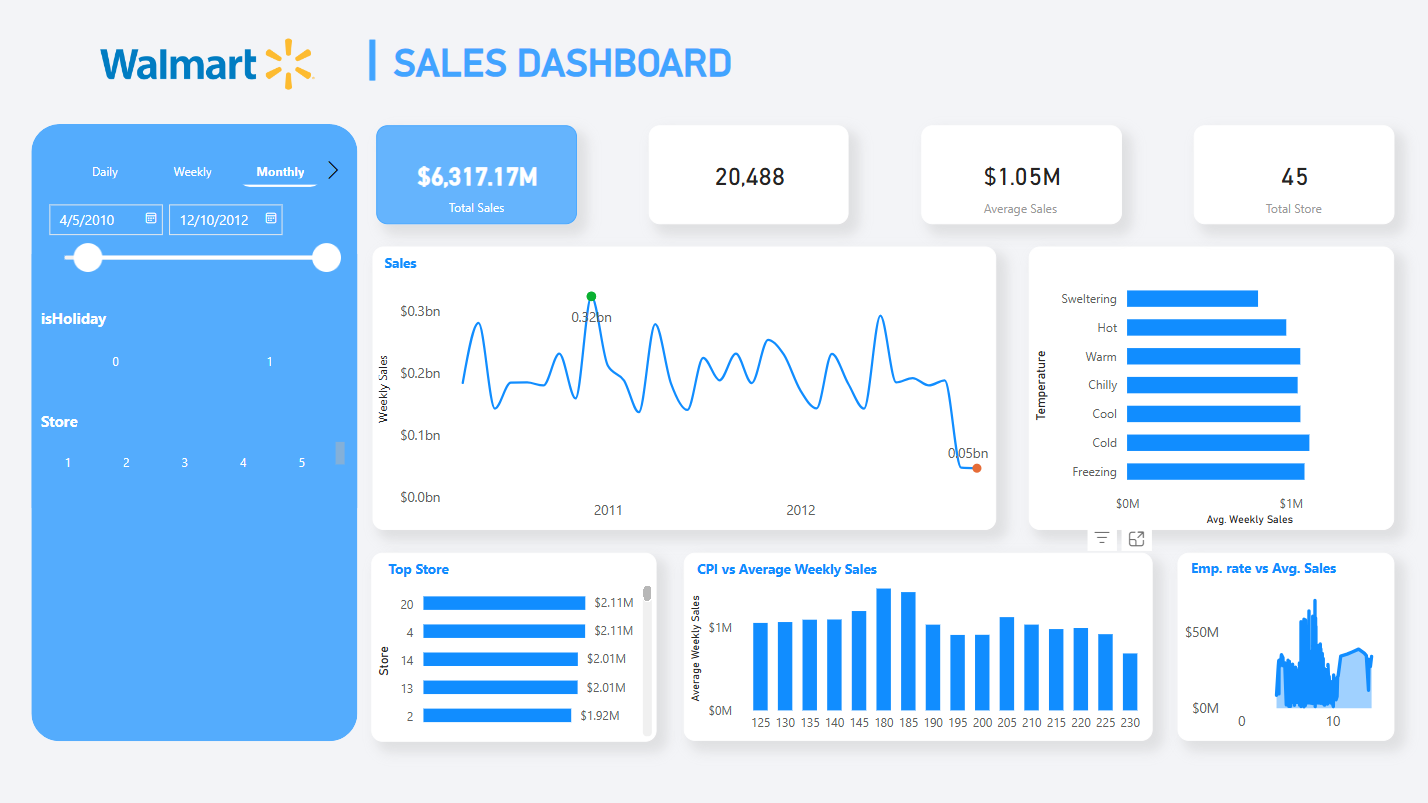 Walmart
SALES DASHBOARD
Daily Weekly Monthly
4/5/2010 12/10/2012
isHoliday
0 1
Store
1 2 3 4 5
$6,317.17M
Total Sales
20,488
$1.05M
Average Sales
45
Total Store
Sales
Weekly Sales
$0.3bn
$0.2bn
$0.1bn
$0.0bn
0.32bn
0.05bn
2011 2012
Temperature
Sweltering
Hot
Warm
Chilly
Cool
Cold
Freezing
$0M $1M
Avg. Weekly Sales
Top Store
Store
20 $2.11M
4 $2.11M
14 $2.01M
13 $2.01M
2 $1.92M
CPI vs Average Weekly Sales
Average Weekly Sales
$1M
$0M
125 130 135 140 145 180 185 190 195 200 205 210 215 220 225 230
Emp. rate vs Avg. Sales
$50M
$0M
0 10